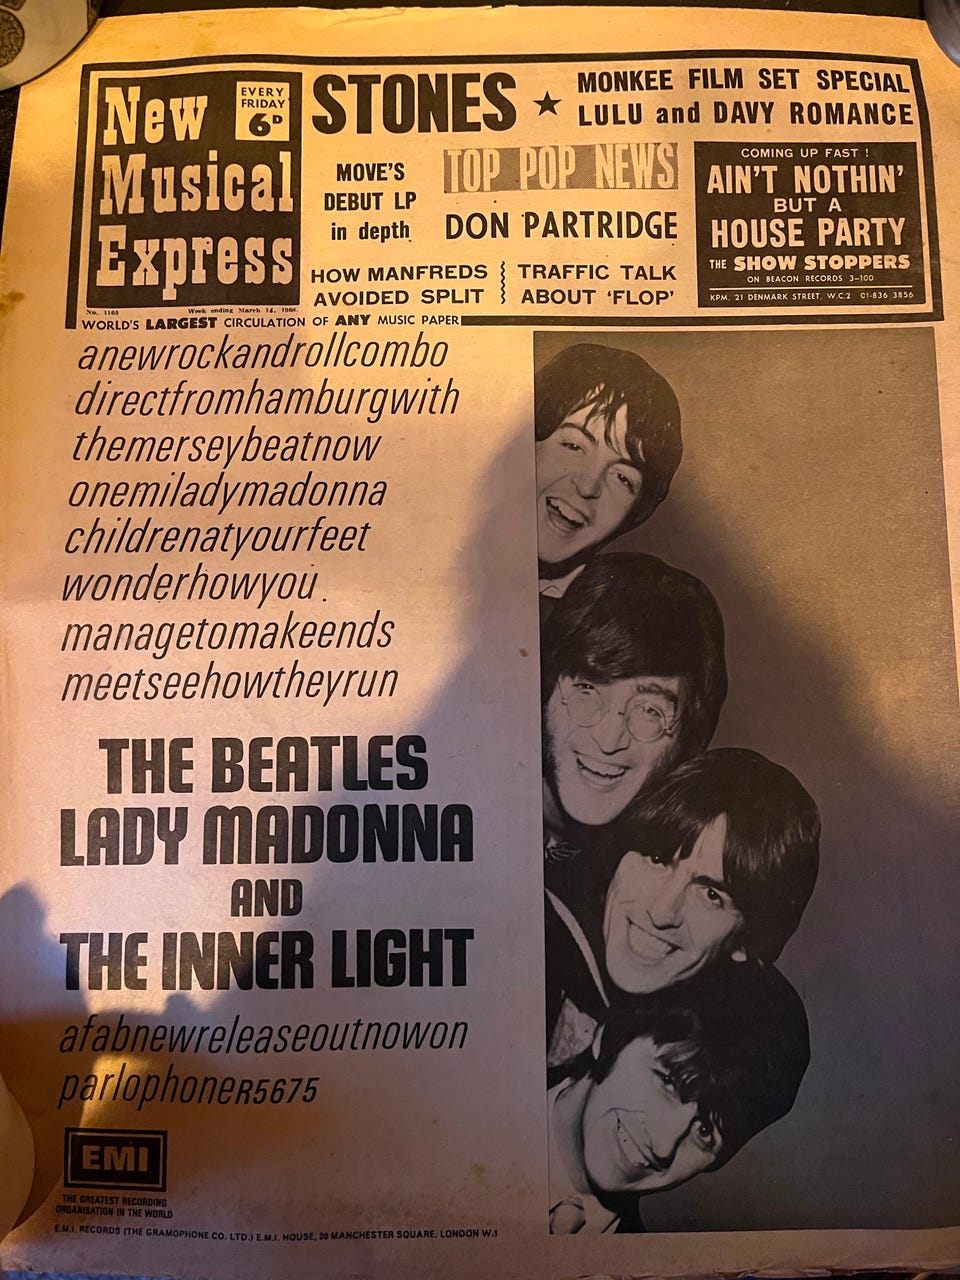 New
Musical
Express
EVERY
FRIDAY
6D
STONES ★
MONKEE FILM SET SPECIAL
LULU and DAVY ROMANCE
MOVE'S
DEBUT LP
in depth
TOP POP NEWS
DON PARTRIDGE
HOW MANFREDS
AVOIDED SPLIT
TRAFFIC TALK
ABOUT 'FLOP'
COMING UP FAST !
AIN'T NOTHIN'
BUT A
HOUSE PARTY
THE SHOW STOPPERS
ON BEACON RECORDS 3-100
KPM, 21 DENMARK STREET, W.C.2 01-836 3856
No. 1105 Week ending March 16, 1968
WORLD'S LARGEST CIRCULATION OF ANY MUSIC PAPER
anewrockandrollcombo
directfromhamburgwith
themerseybeatnow
onemiladymadonna
childrenatyourfeet
wonderhowyou
managetomakeends
meetseehowtheyrun
THE BEATLES
LADY MADONNA
AND
THE INNER LIGHT
afabnewreleaseoutnowon
parlophoneR5675
EMI
THE GREATEST RECORDING
ORGANISATION IN THE WORLD
E.M.I. RECORDS (THE GRAMOPHONE CO. LTD.) E.M.I. HOUSE, 20 MANCHESTER SQUARE, LONDON W.1